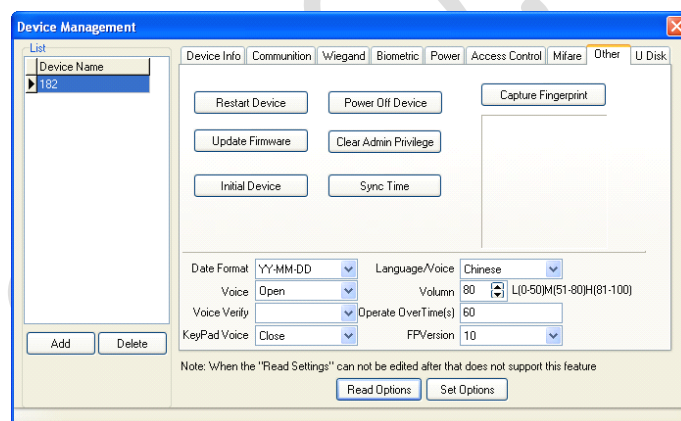 Device Management
List
Device Name
182
Add Delete
Device Info Communition Wiegand Biometric Power Access Control Mifare Other U Disk
Restart Device Power Off Device Capture Fingerprint
Update Firmware Clear Admin Privilege
Initial Device Sync Time
Date Format YY-MM-DD Language/Voice Chinese
Voice Open Volumn 80 L(0-50)M(51-80)H(81-100)
Voice Verify Operate OverTime(s) 60
KeyPad Voice Close FPVersion 10
Note: When the "Read Settings" can not be edited after that does not support this feature
Read Options Set Options